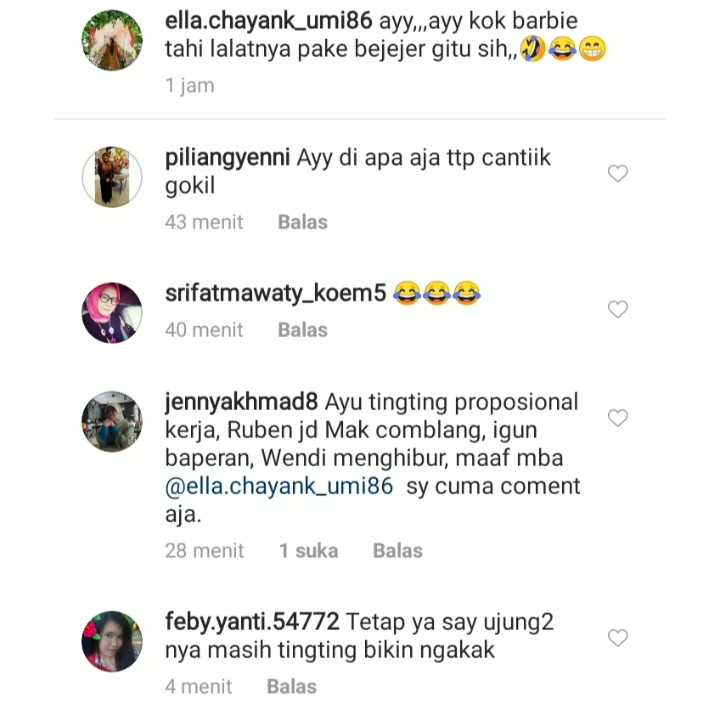 ella.chayank_umi86 ayy,,,ayy kok barbie
tahi lalatnya pake bejejer gitu sih,,🤣😂😁
1 jam
piliangyenni Ayy di apa aja ttp cantiik
gokil
43 menit Balas
srifatmawaty_koem5 😂😂😂
40 menit Balas
jennyakhmad8 Ayu tingting proposional
kerja, Ruben jd Mak comblang, igun
baperan, Wendi menghibur, maaf mba
@ella.chayank_umi86 sy cuma coment
aja.
28 menit 1 suka Balas
feby.yanti.54772 Tetap ya say ujung2
nya masih tingting bikin ngakak
4 menit Balas